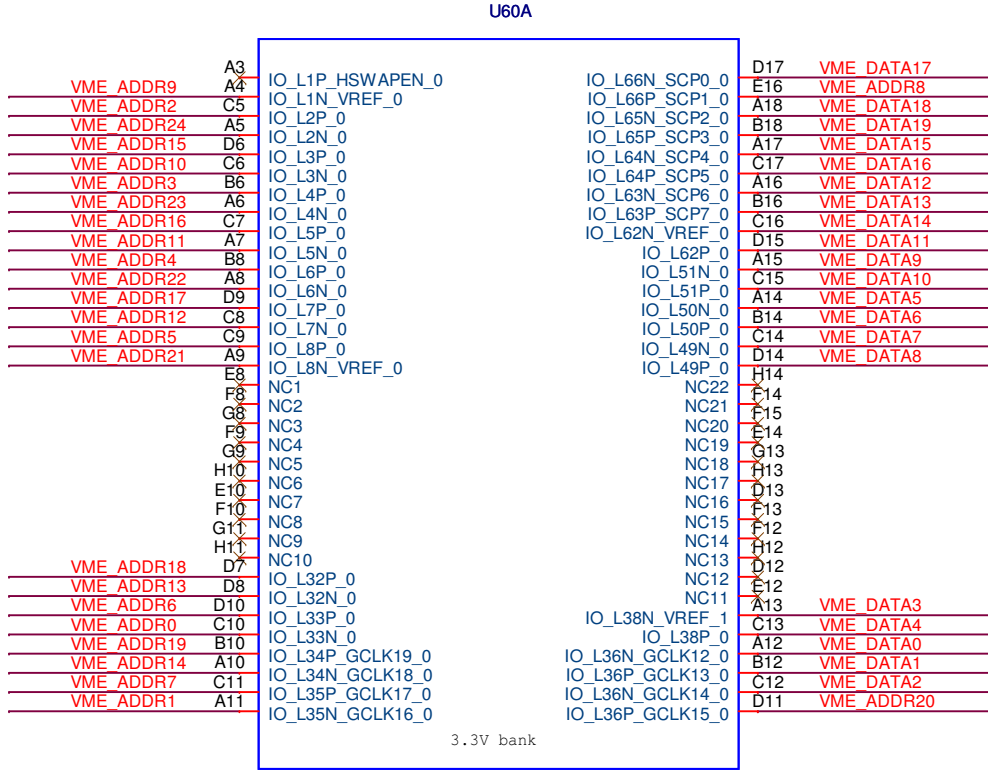 U60A
A3 IO_L1P_HSWAPEN_0 IO_L66N_SCP0_0 D17 VME_DATA17
VME_ADDR9 A4 IO_L1N_VREF_0 IO_L66P_SCP1_0 E16 VME_ADDR8
VME_ADDR2 C5 IO_L2P_0 IO_L65N_SCP2_0 A18 VME_DATA18
VME_ADDR24 A5 IO_L2N_0 IO_L65P_SCP3_0 B18 VME_DATA19
VME_ADDR15 D6 IO_L3P_0 IO_L64N_SCP4_0 A17 VME_DATA15
VME_ADDR10 C6 IO_L3N_0 IO_L64P_SCP5_0 C17 VME_DATA16
VME_ADDR3 B6 IO_L4P_0 IO_L63N_SCP6_0 A16 VME_DATA12
VME_ADDR23 A6 IO_L4N_0 IO_L63P_SCP7_0 B16 VME_DATA13
VME_ADDR16 C7 IO_L5P_0 IO_L62N_VREF_0 C16 VME_DATA14
VME_ADDR11 A7 IO_L5N_0 IO_L62P_0 D15 VME_DATA11
VME_ADDR4 B8 IO_L6P_0 IO_L51N_0 A15 VME_DATA9
VME_ADDR22 A8 IO_L6N_0 IO_L51P_0 C15 VME_DATA10
VME_ADDR17 D9 IO_L7P_0 IO_L50N_0 A14 VME_DATA5
VME_ADDR12 C8 IO_L7N_0 IO_L50P_0 B14 VME_DATA6
VME_ADDR5 C9 IO_L8P_0 IO_L49N_0 C14 VME_DATA7
VME_ADDR21 A9 IO_L8N_VREF_0 IO_L49P_0 D14 VME_DATA8
E8 NC1 NC22 H14
F8 NC2 NC21 F14
G8 NC3 NC20 F15
F9 NC4 NC19 E14
G9 NC5 NC18 G13
H10 NC6 NC17 H13
E10 NC7 NC16 D13
F10 NC8 NC15 F13
G11 NC9 NC14 F12
H11 NC10 NC13 H12
VME_ADDR18 D7 IO_L32P_0 NC12 D12
VME_ADDR13 D8 IO_L32N_0 NC11 E12
VME_ADDR6 D10 IO_L33P_0 IO_L38N_VREF_1 A13 VME_DATA3
VME_ADDR0 C10 IO_L33N_0 IO_L38P_0 C13 VME_DATA4
VME_ADDR19 B10 IO_L34P_GCLK19_0 IO_L36N_GCLK12_0 A12 VME_DATA0
VME_ADDR14 A10 IO_L34N_GCLK18_0 IO_L36P_GCLK13_0 B12 VME_DATA1
VME_ADDR7 C11 IO_L35P_GCLK17_0 IO_L36N_GCLK14_0 C12 VME_DATA2
VME_ADDR1 A11 IO_L35N_GCLK16_0 IO_L36P_GCLK15_0 D11 VME_ADDR20
3.3V bank